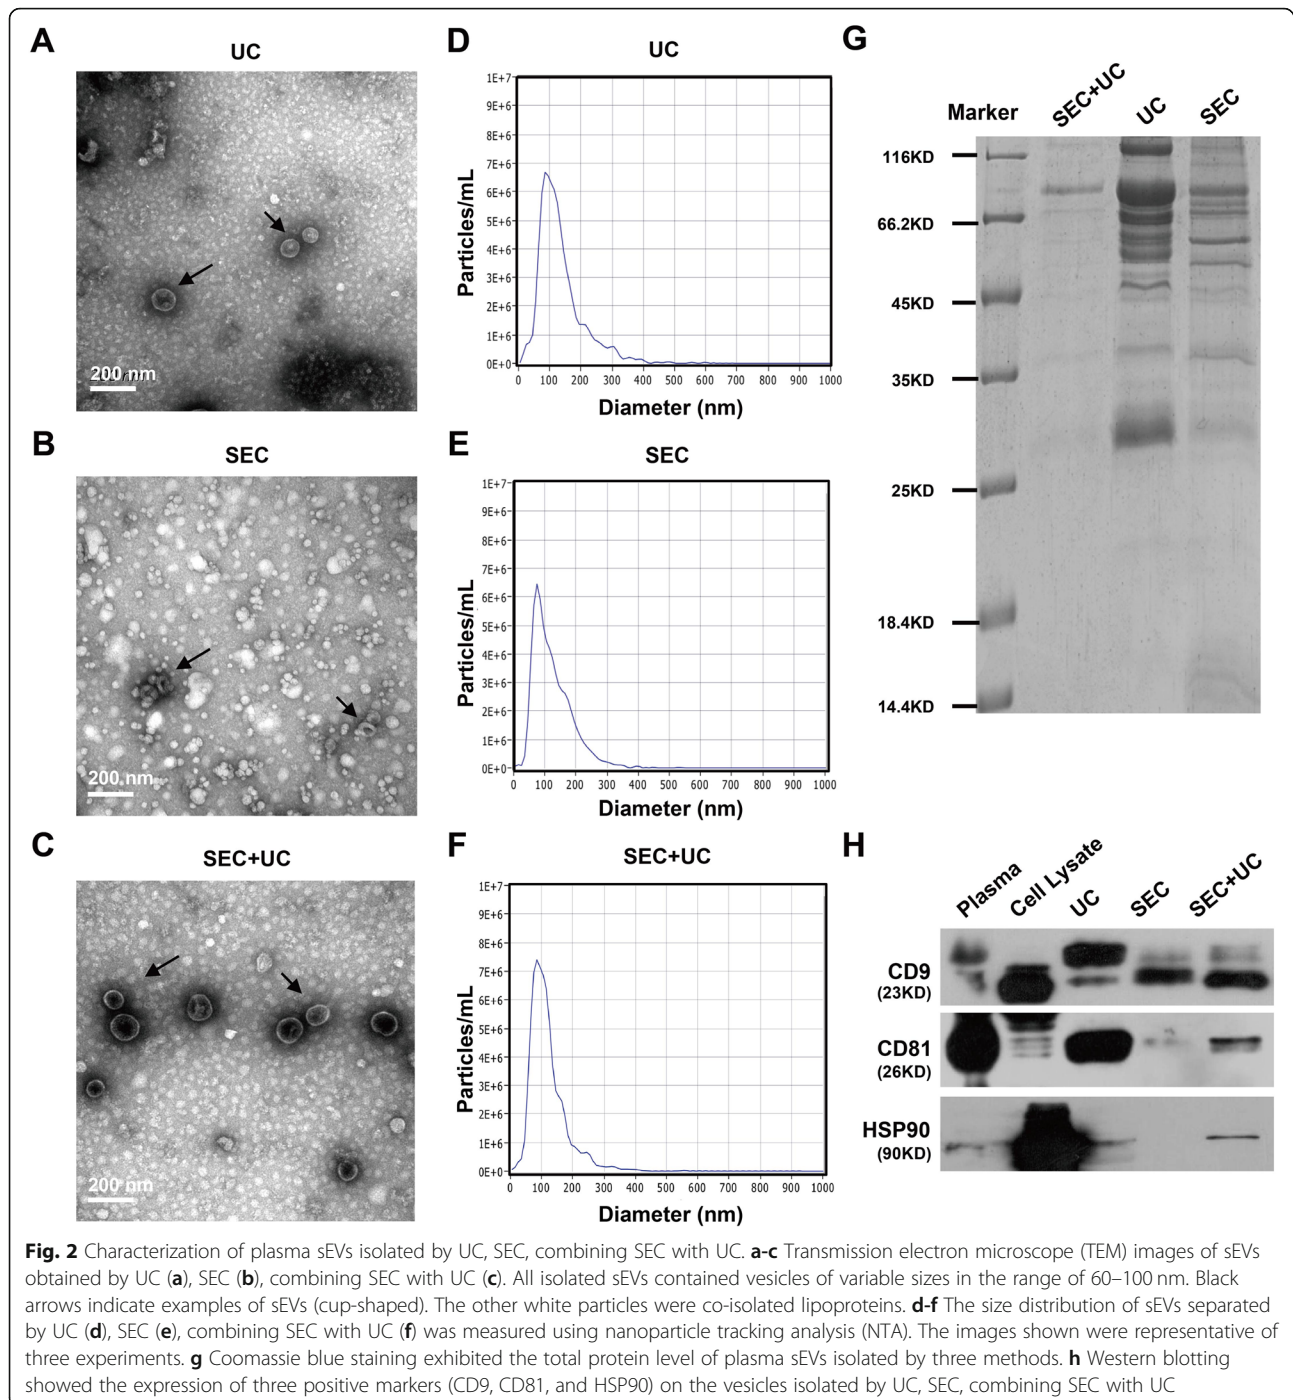 A
UC
200 nm
B
SEC
200 nm
C
SEC+UC
200 nm
D
UC
1E+7
9E+6
8E+6
7E+6
6E+6
5E+6
4E+6
3E+6
2E+6
1E+6
0E+0
Particles/mL
0 100 200 300 400 500 600 700 800 900 1000
Diameter (nm)
E
SEC
1E+7
9E+6
8E+6
7E+6
6E+6
5E+6
4E+6
3E+6
2E+6
1E+6
0E+0
Particles/mL
0 100 200 300 400 500 600 700 800 900 1000
Diameter (nm)
F
SEC+UC
1E+7
9E+6
8E+6
7E+6
6E+6
5E+6
4E+6
3E+6
2E+6
1E+6
0E+0
Particles/mL
0 100 200 300 400 500 600 700 800 900 1000
Diameter (nm)
G
Marker SEC+UC UC SEC
116KD
66.2KD
45KD
35KD
25KD
18.4KD
14.4KD
H
Plasma Cell Lysate UC SEC SEC+UC
CD9
(23KD)
CD81
(26KD)
HSP90
(90KD)
Fig. 2 Characterization of plasma sEVs isolated by UC, SEC, combining SEC with UC. a-c Transmission electron microscope (TEM) images of sEVs
obtained by UC (a), SEC (b), combining SEC with UC (c). All isolated sEVs contained vesicles of variable sizes in the range of 60–100 nm. Black
arrows indicate examples of sEVs (cup-shaped). The other white particles were co-isolated lipoproteins. d-f The size distribution of sEVs separated
by UC (d), SEC (e), combining SEC with UC (f) was measured using nanoparticle tracking analysis (NTA). The images shown were representative of
three experiments. g Coomassie blue staining exhibited the total protein level of plasma sEVs isolated by three methods. h Western blotting
showed the expression of three positive markers (CD9, CD81, and HSP90) on the vesicles isolated by UC, SEC, combining SEC with UC